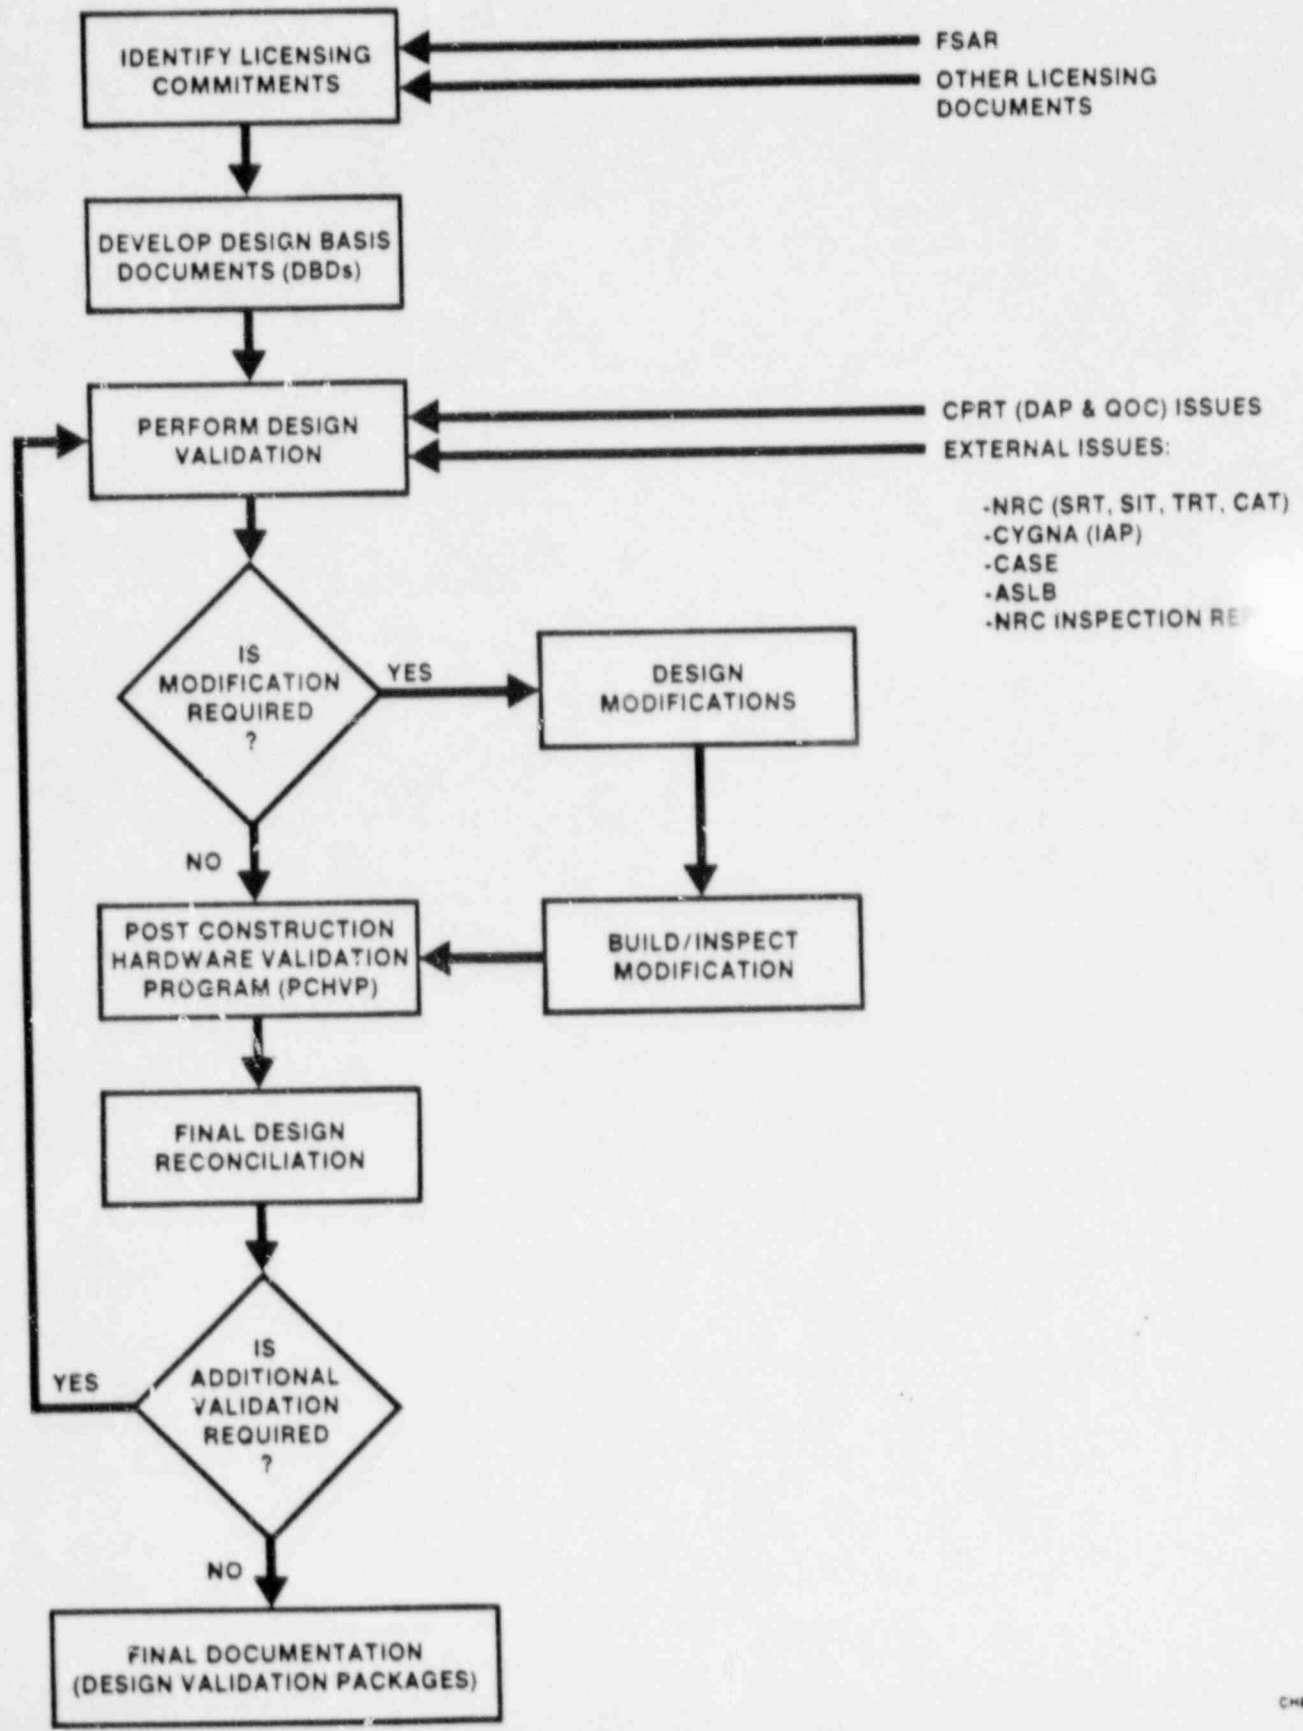 IDENTIFY LICENSING
COMMITMENTS
FSAR
OTHER LICENSING
DOCUMENTS
DEVELOP DESIGN BASIS
DOCUMENTS (DBDs)
PERFORM DESIGN
VALIDATION
CPRT (DAP & QOC) ISSUES
EXTERNAL ISSUES:
-NRC (SRT, SIT, TRT, CAT)
-CYGNA (IAP)
-CASE
-ASLB
-NRC INSPECTION
IS
MODIFICATION
REQUIRED
?
YES
DESIGN
MODIFICATIONS
NO
POST CONSTRUCTION
HARDWARE VALIDATION
PROGRAM (PCHVP)
BUILD/INSPECT
MODIFICATION
FINAL DESIGN
RECONCILIATION
IS
ADDITIONAL
VALIDATION
REQUIRED
?
YES
NO
FINAL DOCUMENTATION
(DESIGN VALIDATION PACKAGES)